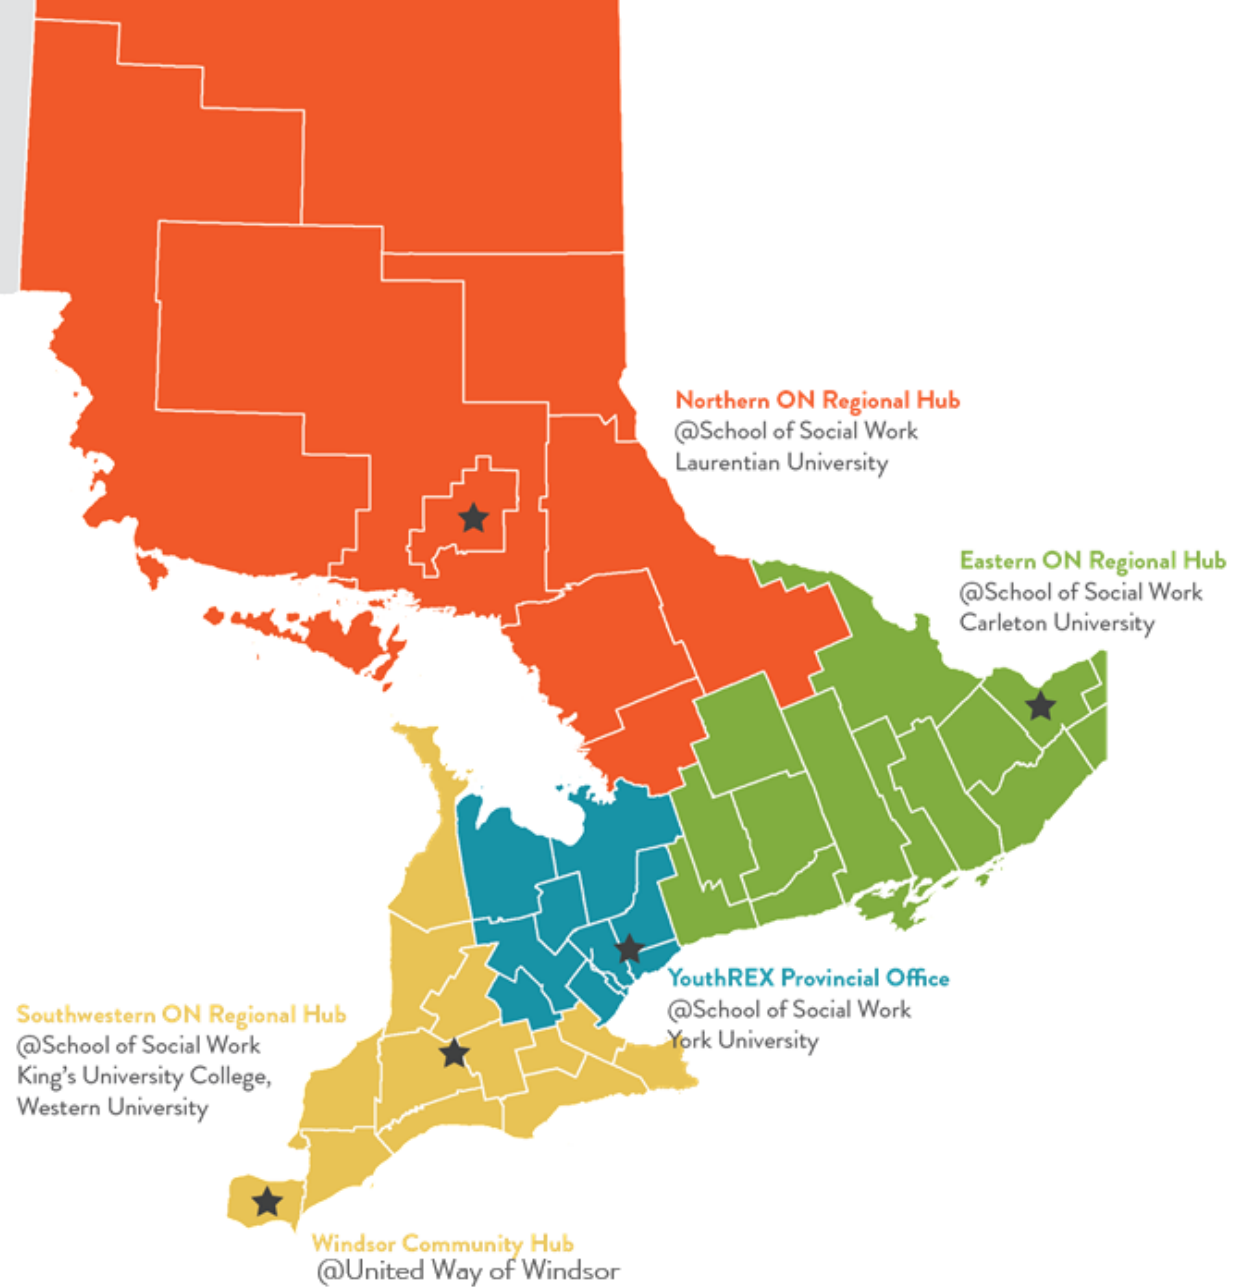 Northern ON Regional Hub
@School of Social Work
Laurentian University
Eastern ON Regional Hub
@School of Social Work
Carleton University
YouthREX Provincial Office
@School of Social Work
York University
Southwestern ON Regional Hub
@School of Social Work
King's University College,
Western University
Windsor Community Hub
@United Way of Windsor